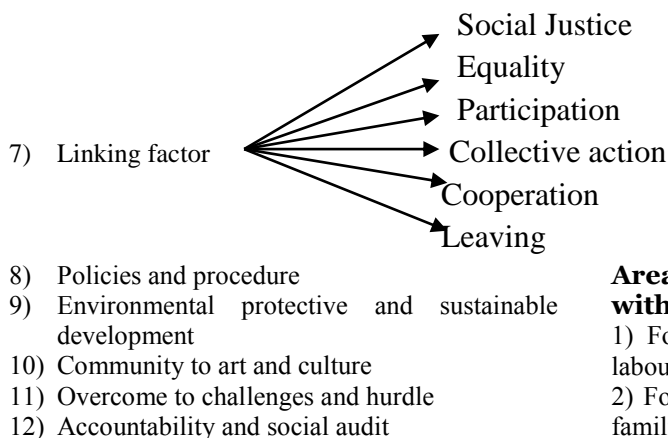 Social Justice
Equality
Participation
7) Linking factor
Collective action
Cooperation
Leaving
8) Policies and procedure
9) Environmental protective and sustainable
development
10) Community to art and culture
11) Overcome to challenges and hurdle
12) Accountability and social audit
Area
with
1) Fo
labou
2) Fo
famil